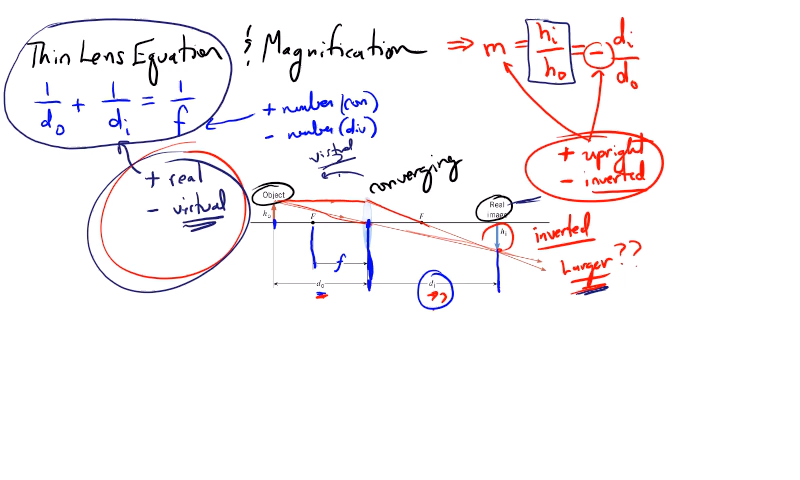 Thin Lens Equation & Magnification ⇒ m = hi/ho = - di/do
1/do + 1/di = 1/f
+ number (con)
- number (div)
virtual
+ real
- virtual
+ upright
- inverted
converging
Object
Real image
ho
F
F
hi
inverted
Larger??
f
do
di